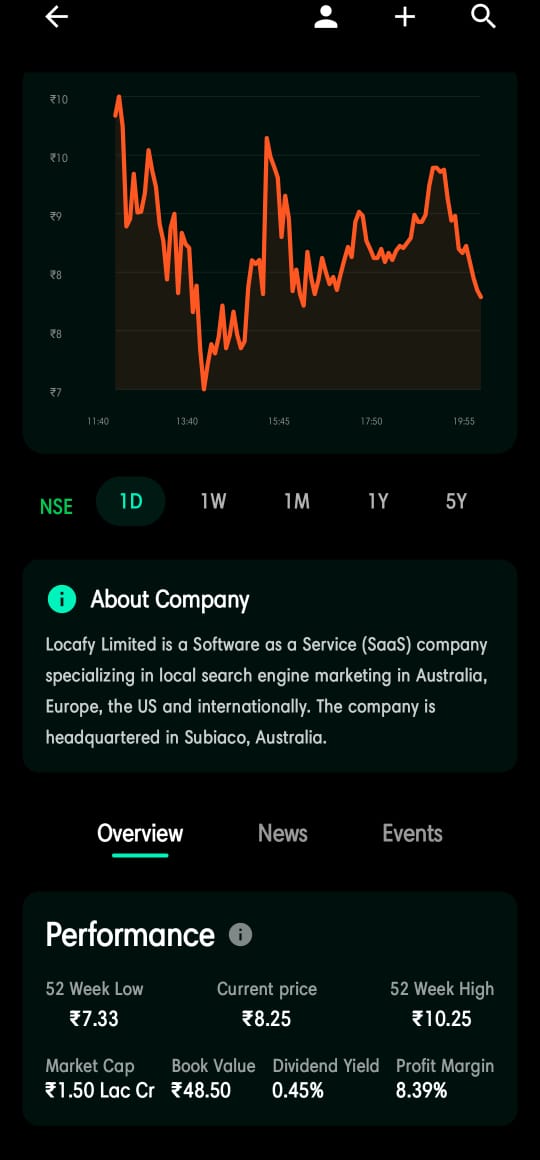 ₹10
₹10
₹9
₹8
₹8
₹7
11:40 13:40 15:45 17:50 19:55
NSE 1D 1W 1M 1Y 5Y
About Company
Locafy Limited is a Software as a Service (SaaS) company
specializing in local search engine marketing in Australia,
Europe, the US and internationally. The company is
headquartered in Subiaco, Australia.
Overview News Events
Performance
52 Week Low Current price 52 Week High
₹7.33 ₹8.25 ₹10.25
Market Cap Book Value Dividend Yield Profit Margin
₹1.50 Lac Cr ₹48.50 0.45% 8.39%